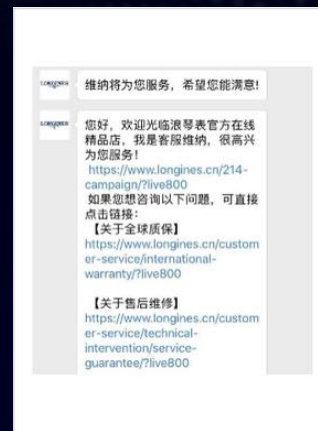 LONGINES
维纳将为您服务，希望您能满意!
LONGINES
您好，欢迎光临浪琴表官方在线
精品店，我是客服维纳，很高兴
为您服务！
https://www.longines.cn/214-
campaign/?live800
如果您想咨询以下问题，可直接
点击链接：
【关于全球质保】
https://www.longines.cn/custom
er-service/international-
warranty/?live800
【关于售后维修】
https://www.longines.cn/custom
er-service/technical-
intervention/service-
guarantee/?live800